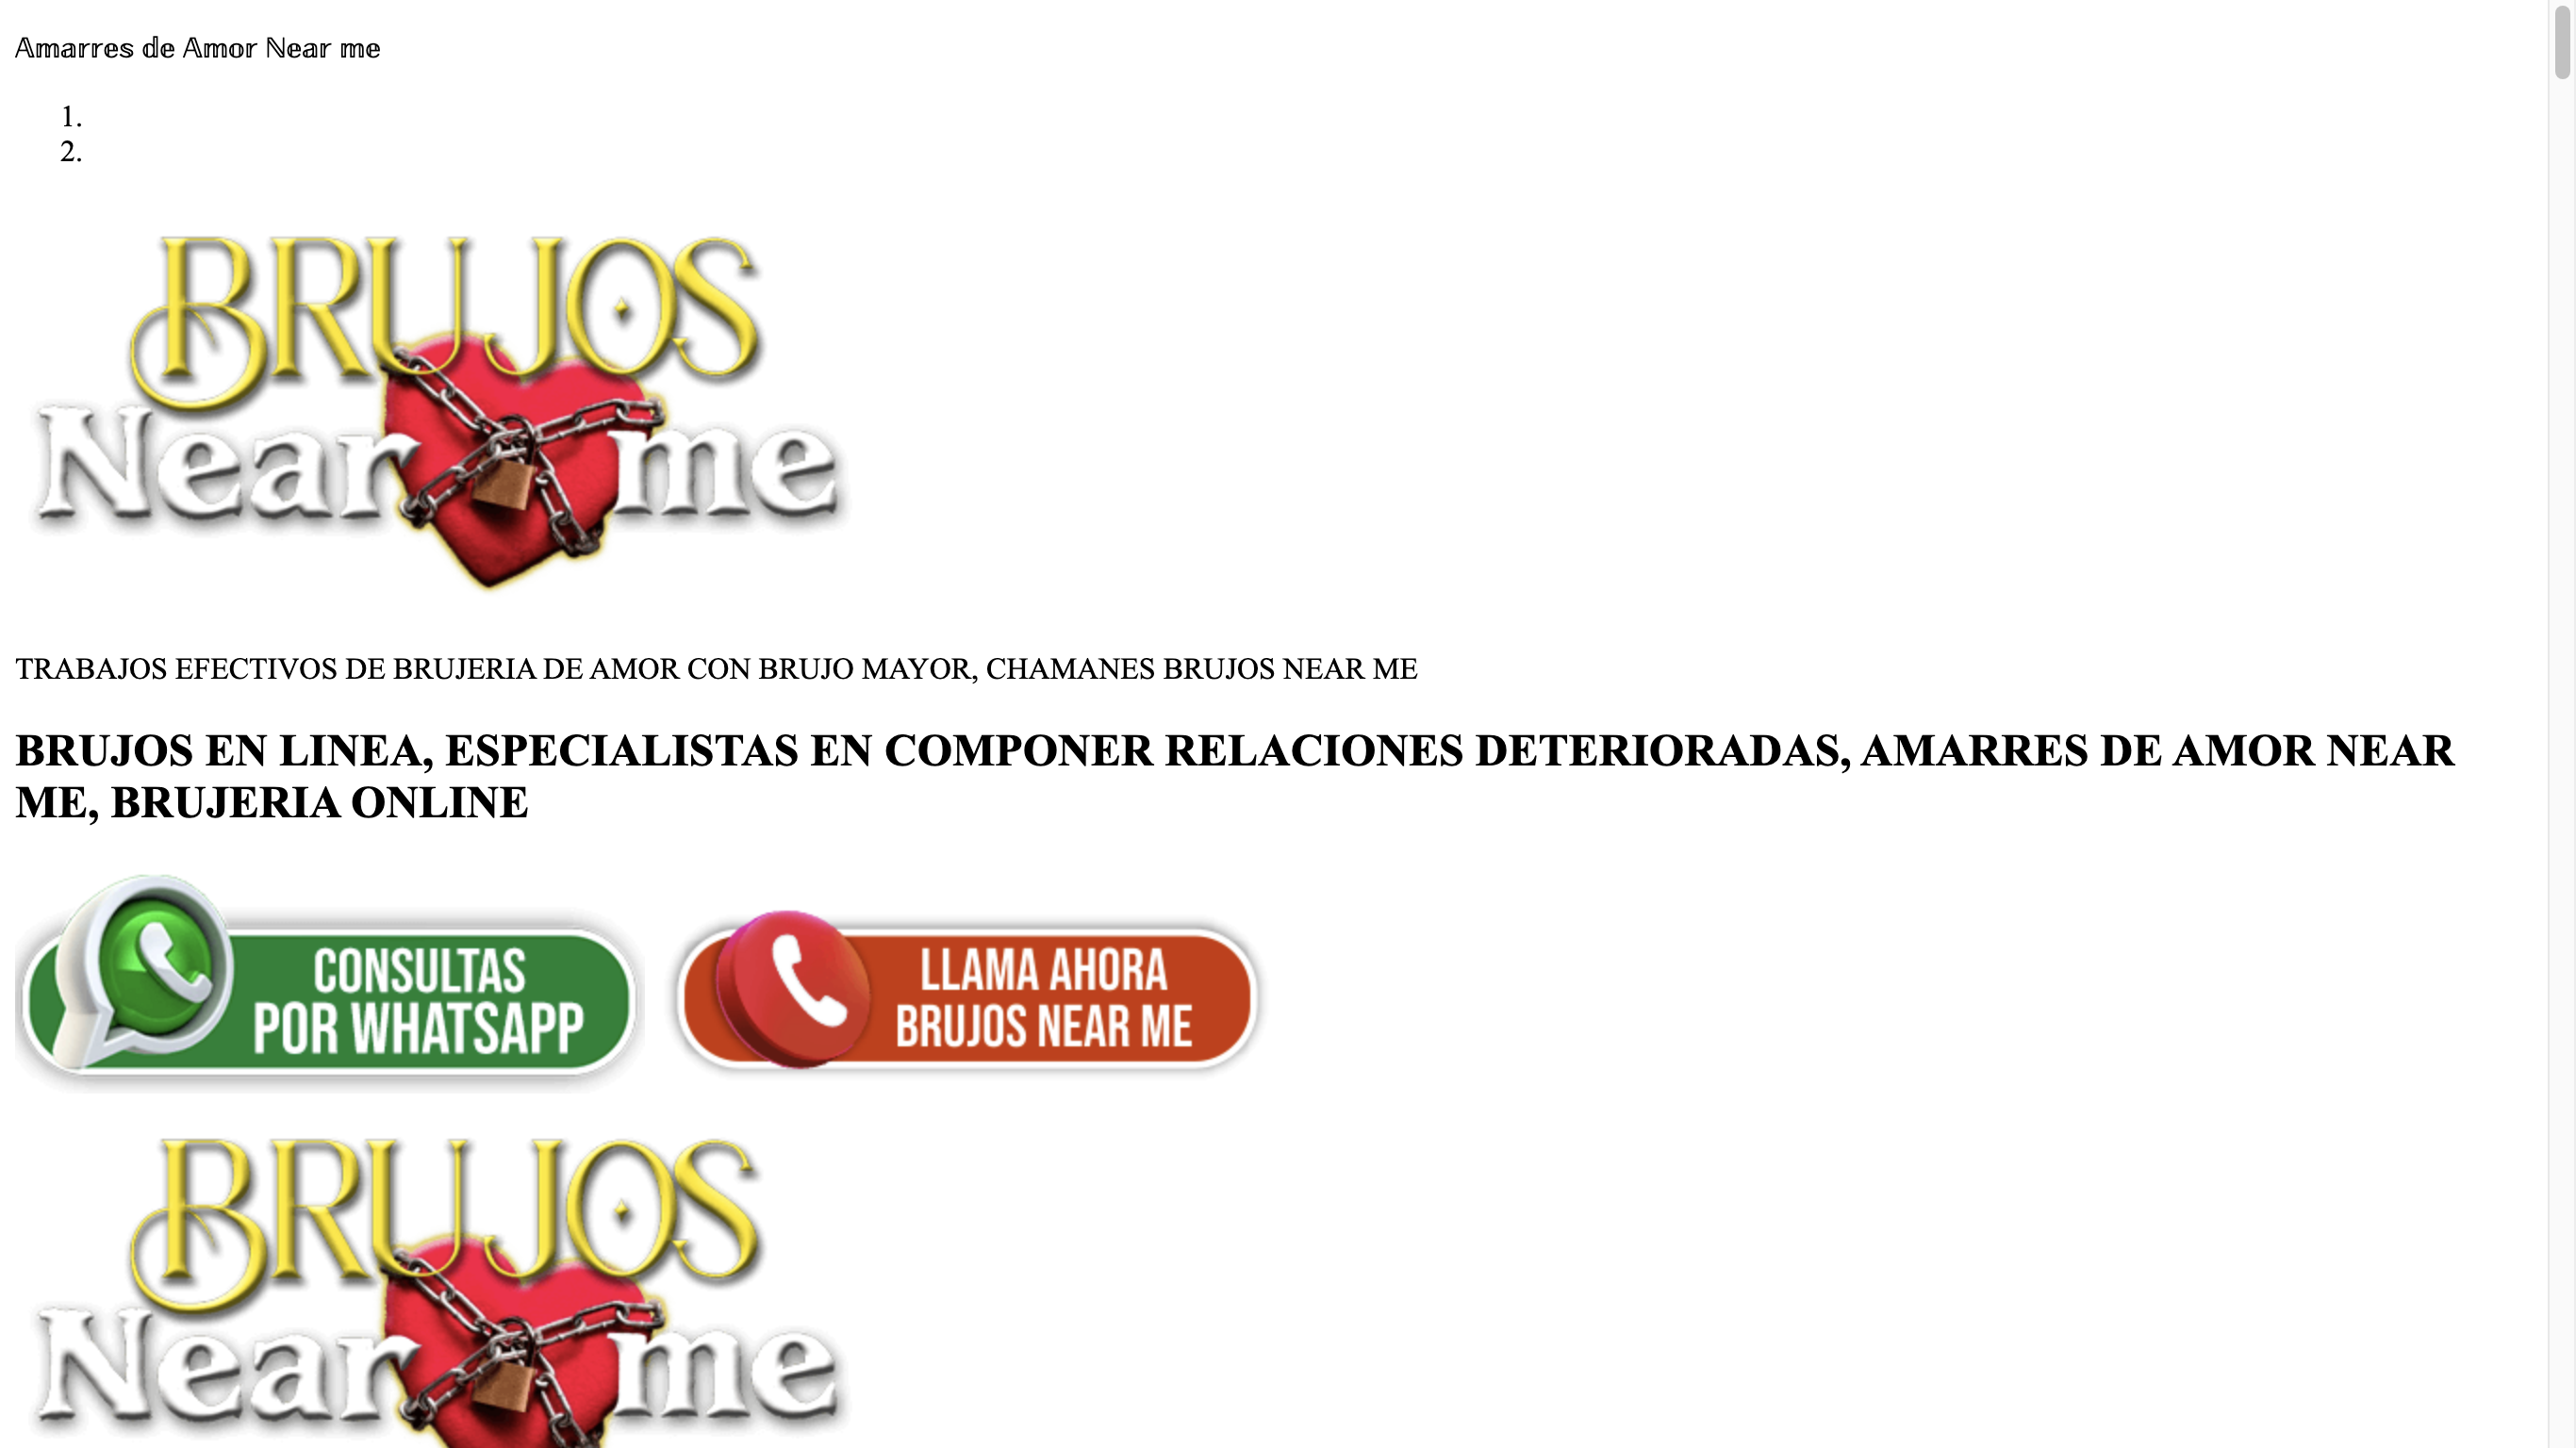 Amarres de Amor Near me
1.
2.
BRUJOS
Near me
TRABAJOS EFECTIVOS DE BRUJERIA DE AMOR CON BRUJO MAYOR, CHAMANES BRUJOS NEAR ME
BRUJOS EN LINEA, ESPECIALISTAS EN COMPONER RELACIONES DETERIORADAS, AMARRES DE AMOR NEAR
ME, BRUJERIA ONLINE
CONSULTAS
POR WHATSAPP
LLAMA AHORA
BRUJOS NEAR ME
BRUJOS
Near me